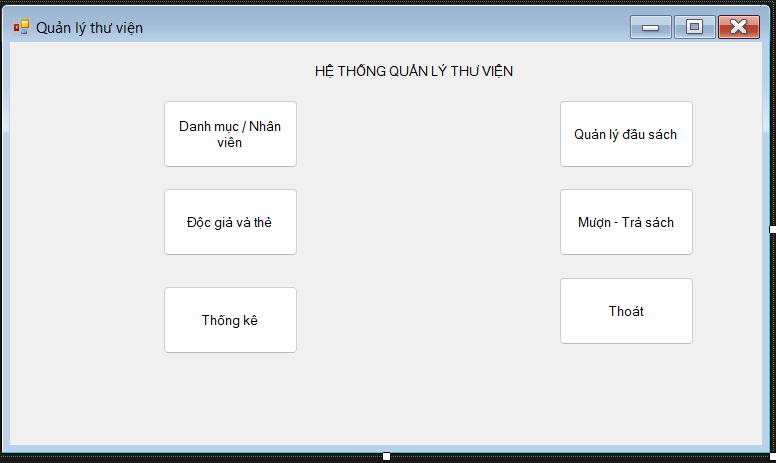 Quản lý thư viện
HỆ THỐNG QUẢN LÝ THƯ VIỆN
Danh mục / Nhân
viên
Quản lý đầu sách
Độc giả và thẻ
Mượn - Trả sách
Thống kê
Thoát